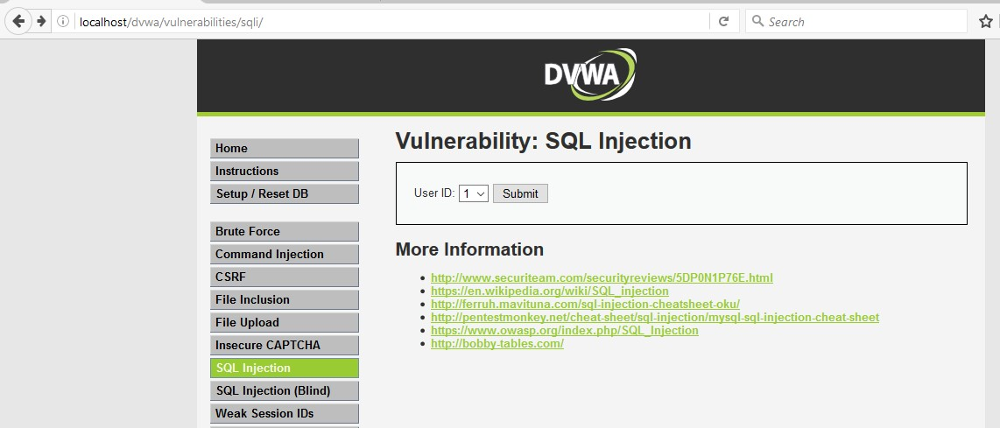 localhost/dvwa/vulnerabilities/sqli/
Search
DVWA
Home
Instructions
Setup / Reset DB
Brute Force
Command Injection
CSRF
File Inclusion
File Upload
Insecure CAPTCHA
SQL Injection
SQL Injection (Blind)
Weak Session IDs
Vulnerability: SQL Injection
User ID: 1 Submit
More Information
http://www.securiteam.com/securityreviews/5DP0N1P76E.html
https://en.wikipedia.org/wiki/SQL_injection
http://ferruh.mavituna.com/sql-injection-cheatsheet-oku/
http://pentestmonkey.net/cheat-sheet/sql-injection/mysql-sql-injection-cheat-sheet
https://www.owasp.org/index.php/SQL_Injection
http://bobby-tables.com/